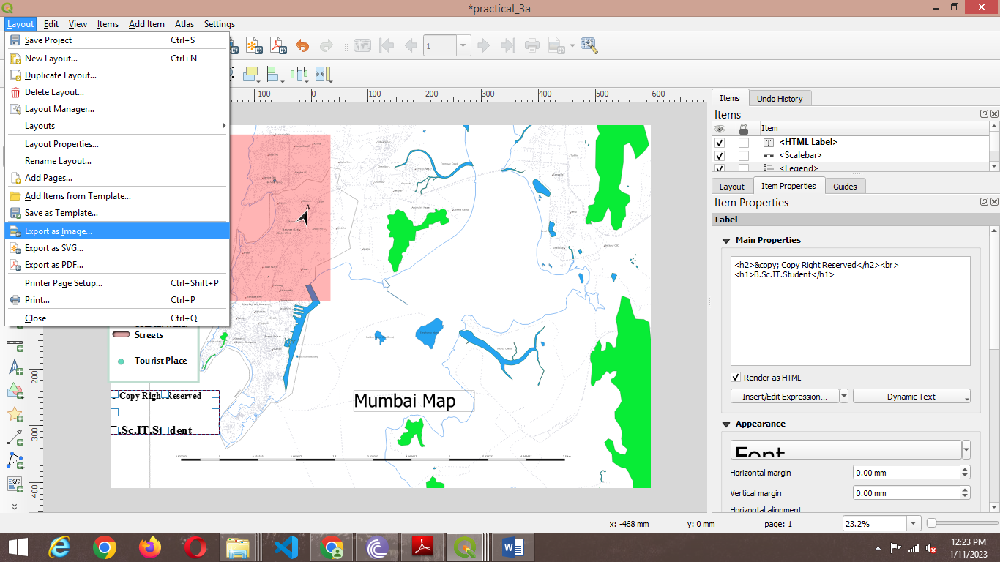 *practical_3a
Layout Edit View Items Add Item Atlas Settings
Save Project Ctrl+S
New Layout... Ctrl+N
Duplicate Layout...
Delete Layout...
Layout Manager...
Layouts
Layout Properties...
Rename Layout...
Add Pages...
Add Items from Template...
Save as Template...
Export as Image...
Export as SVG...
Export as PDF...
Printer Page Setup... Ctrl+Shift+P
Print... Ctrl+P
Close Ctrl+Q
1
-100 0 100 200 300 400 500 600
200
300
400
N
Streets
Tourist Place
Copy Right Reserved
.Sc.IT.Student
Mumbai Map
Items Undo History
Items
Item
<HTML Label>
<Scalebar>
<Legend>
Layout Item Properties Guides
Item Properties
Label
Main Properties
<h2>&copy; Copy Right Reserved</h2><br>
<h1>B.Sc.IT.Student</h1>
Render as HTML
Insert/Edit Expression... Dynamic Text
Appearance
Font
Horizontal margin 0.00 mm
Vertical margin 0.00 mm
Horizontal alignment
x: -468 mm y: 0 mm page: 1 23.2%
12:23 PM
1/11/2023